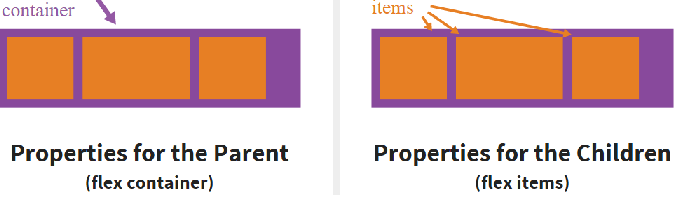 container
Properties for the Parent
(flex container)
items
Properties for the Children
(flex items)